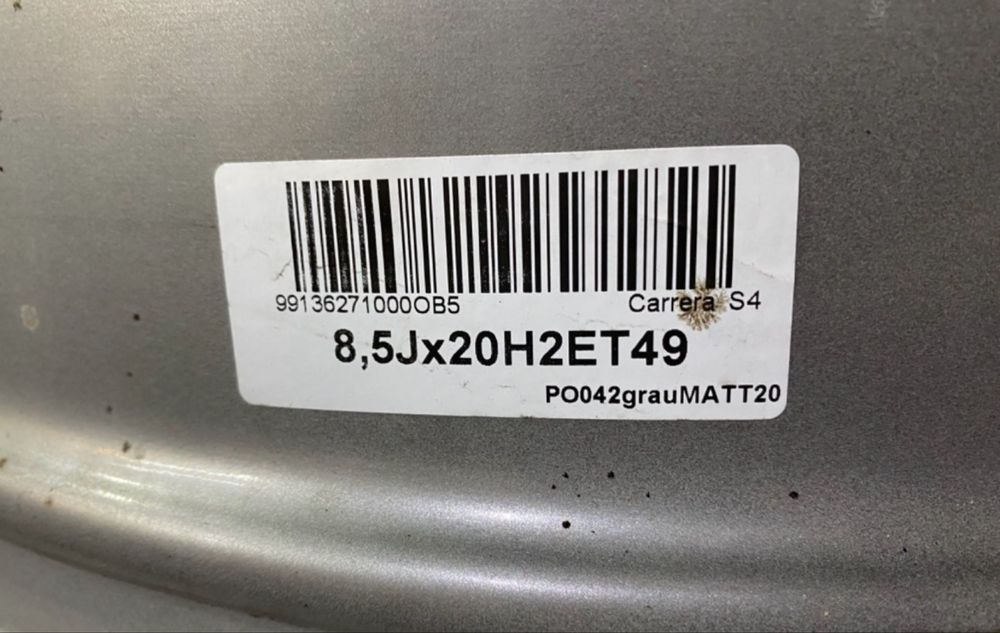 99136271000OB5 Carrera S4
8,5Jx20H2ET49
PO042grauMATT20